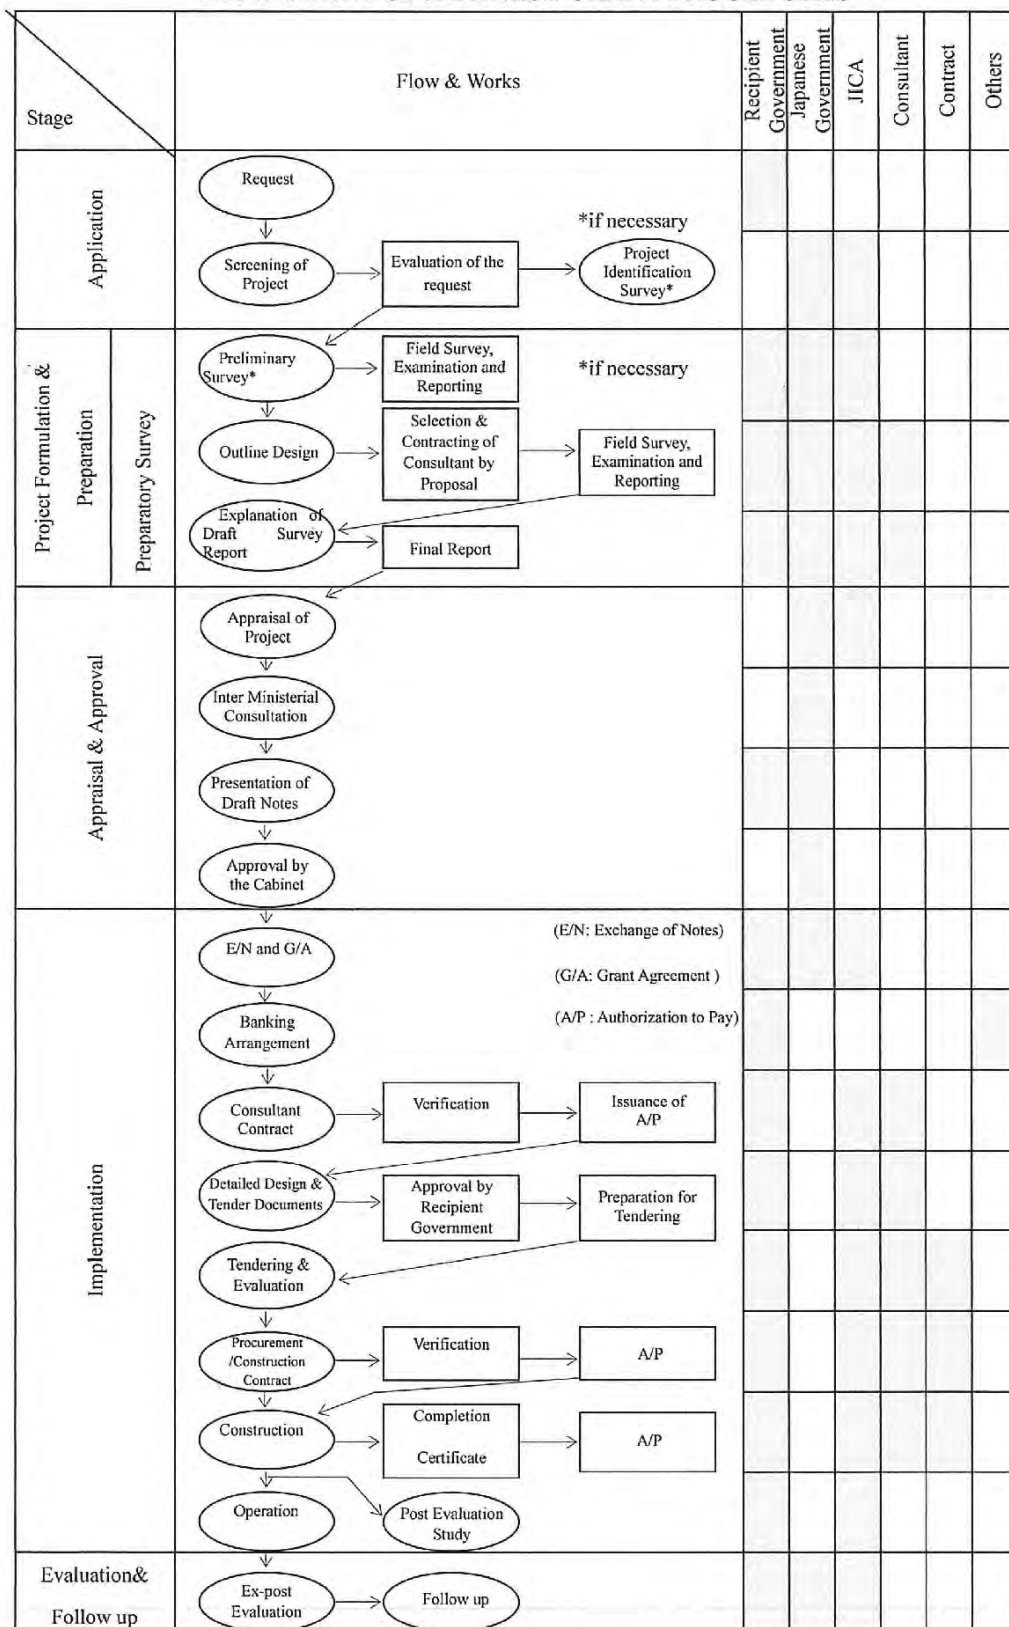 Stage
Flow & Works
Recipient
Government
Japanese
Government
JICA
Consultant
Contract
Others
Application
Request
*if necessary
Screening of
Project
Evaluation of the
request
Project
Identification
Survey*
Project Formulation &
Preparation
Preparatory Survey
Preliminary
Survey*
Field Survey,
Examination and
Reporting
*if necessary
Outline Design
Selection &
Contracting of
Consultant by
Proposal
Field Survey,
Examination and
Reporting
Explanation of
Draft Survey
Report
Final Report
Appraisal & Approval
Appraisal of
Project
Inter Ministerial
Consultation
Presentation of
Draft Notes
Approval by
the Cabinet
Implementation
E/N and G/A
(E/N: Exchange of Notes)
(G/A: Grant Agreement )
(A/P : Authorization to Pay)
Banking
Arrangement
Consultant
Contract
Verification
Issuance of
A/P
Detailed Design &
Tender Documents
Approval by
Recipient
Government
Preparation for
Tendering
Tendering &
Evaluation
Procurement
/Construction
Contract
Verification
A/P
Construction
Completion
Certificate
A/P
Operation
Post Evaluation
Study
Evaluation&
Follow up
Ex-post
Evaluation
Follow up